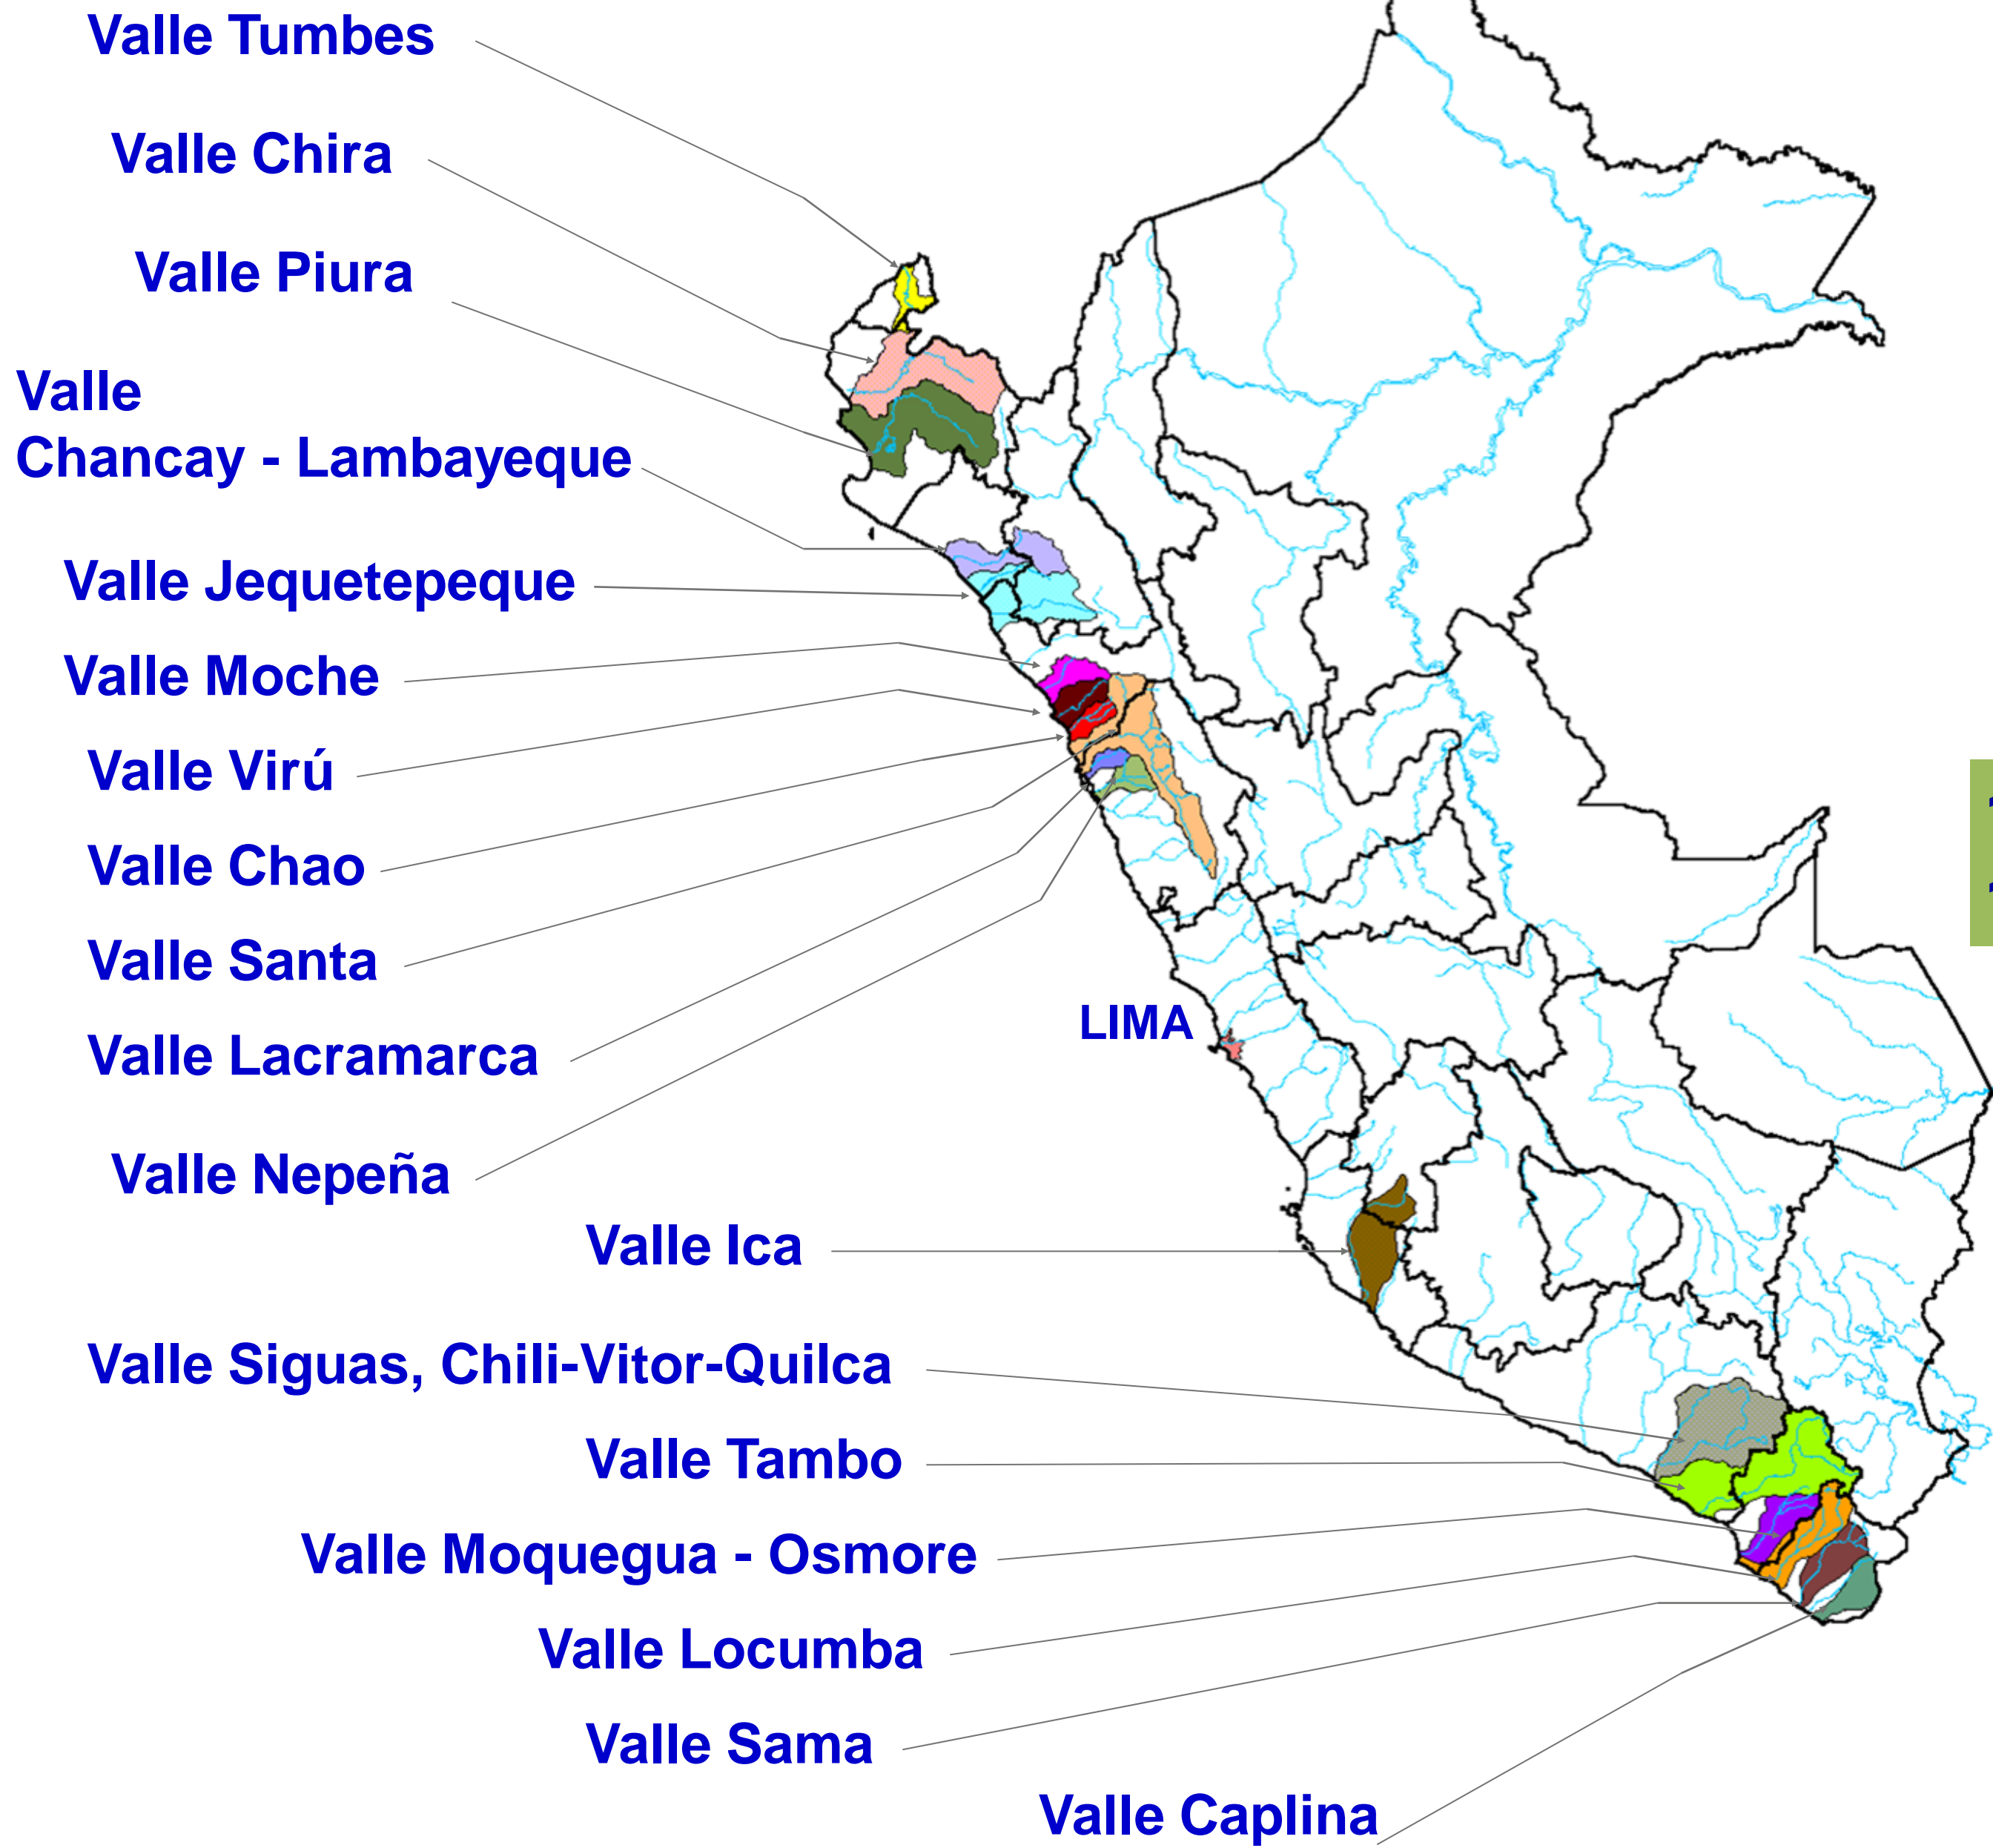 Valle Tumbes
Valle Chira
Valle Piura
Valle
Chancay - Lambayeque
Valle Jequetepeque
Valle Moche
Valle Virú
Valle Chao
Valle Santa
LIMA
Valle Lacramarca
Valle Nepeña
Valle Ica
Valle Siguas, Chili-Vitor-Quilca
Valle Tambo
Valle Moquegua - Osmore
Valle Locumba
Valle Sama
Valle Caplina